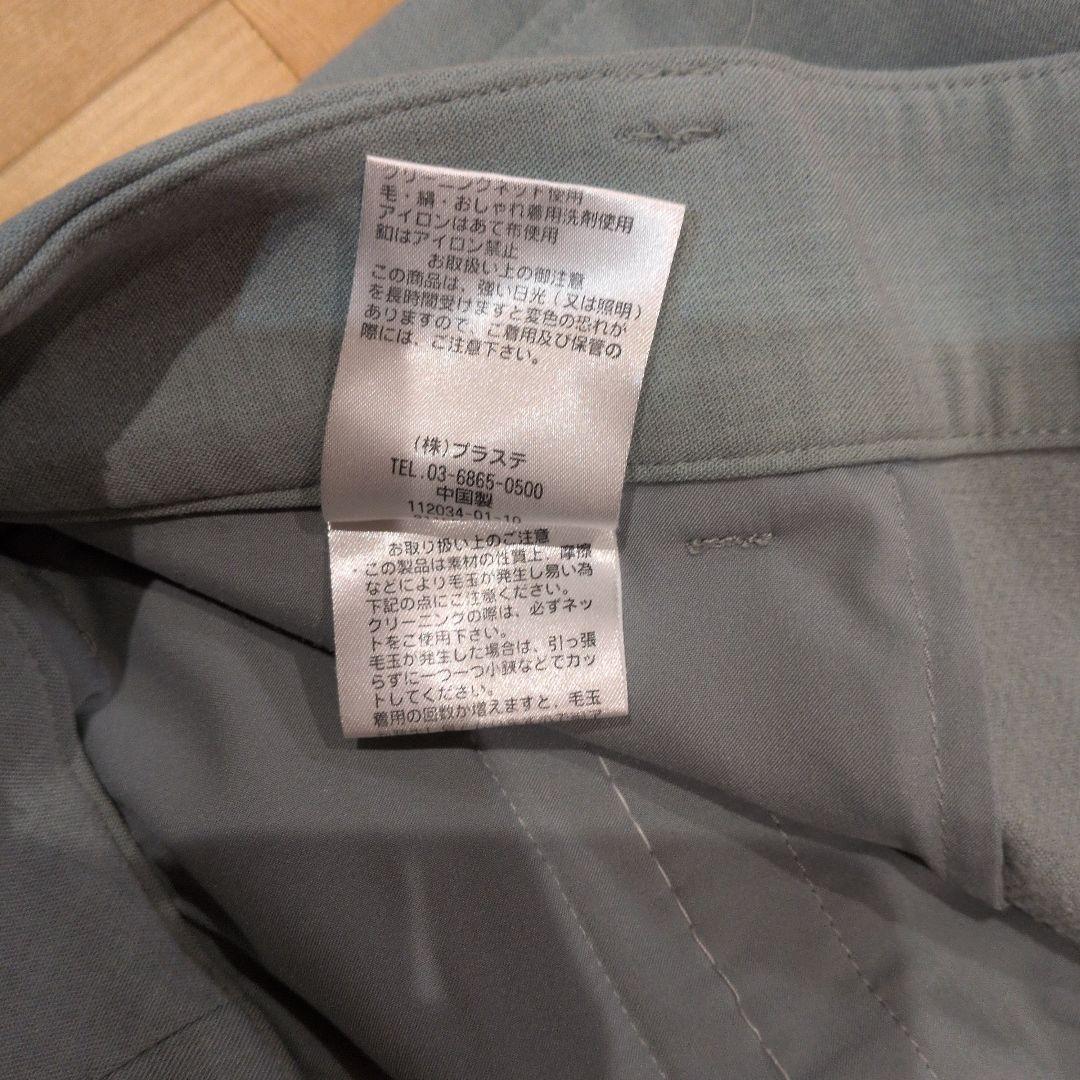 クリーニングネット使用
毛・絹・おしゃれ着用洗剤使用
アイロンはあて布使用
釦はアイロン禁止
お取扱い上の御注意
この商品は、強い日光(又は照明)
を長時間受けますと変色の恐れが
ありますので、ご着用及び保管の
際には、ご注意下さい。
(株)プラステ
TEL.03-6865-0500
中国製
112034-01-10
お取り扱い上のご注意
この製品は素材の性質上、摩擦
などにより毛玉が発生し易い為
下記の点にご注意ください。
クリーニングの際は、必ずネッ
トをご使用下さい。
毛玉が発生した場合は、引っ張
らずに一つ一つ小鋏などでカッ
トしてください。
着用の回数が増えますと、毛玉